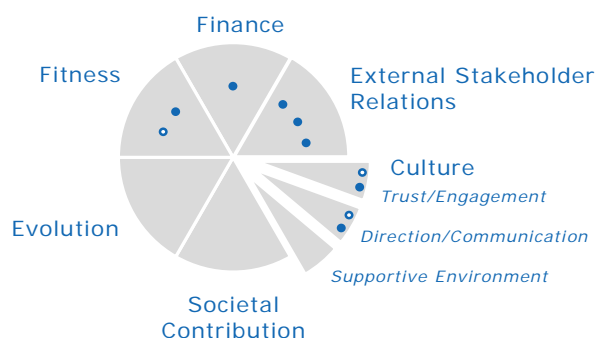 Finance
Fitness
External Stakeholder
Relations
Culture
Trust/Engagement
Evolution
Direction/Communication
Supportive Environment
Societal
Contribution